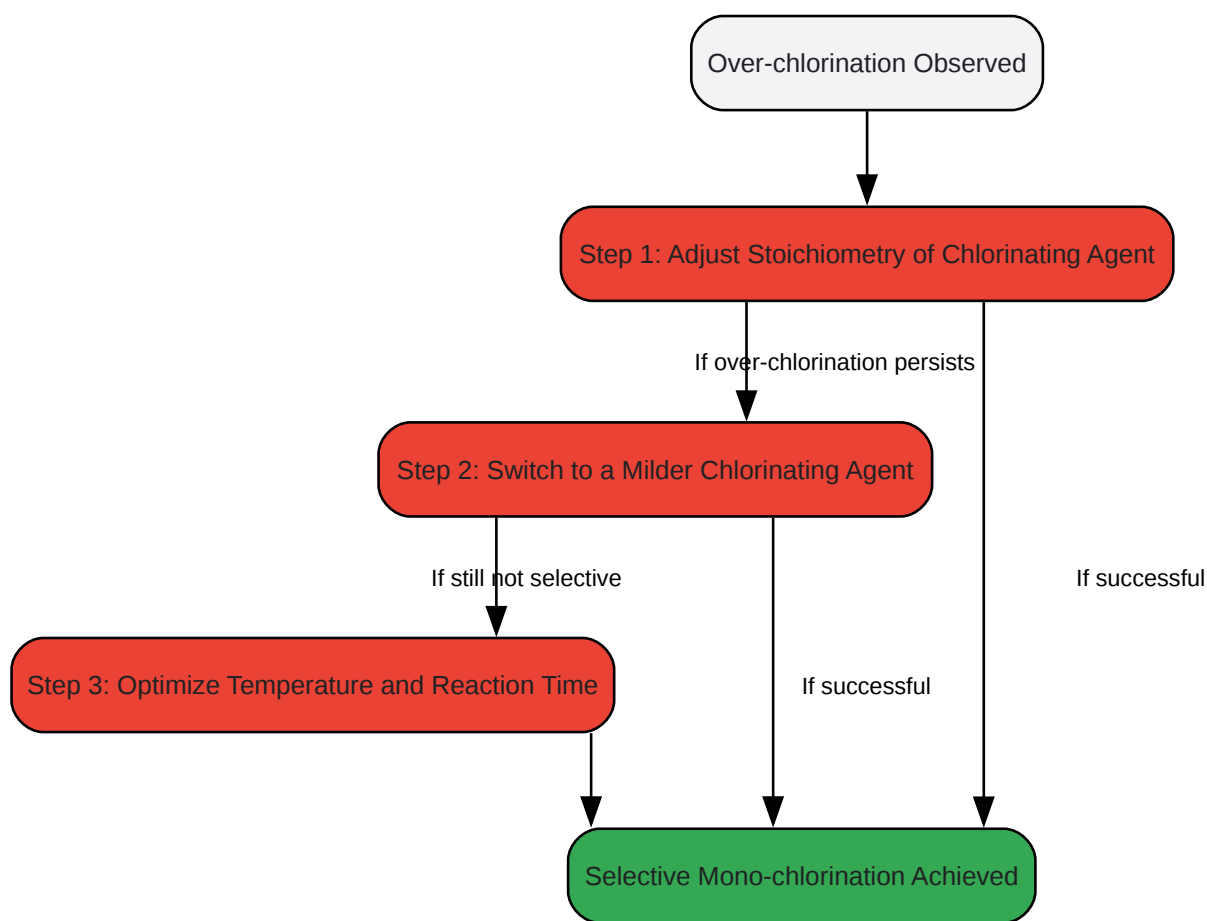 Over-chlorination Observed
Step 1: Adjust Stoichiometry of Chlorinating Agent
If over-chlorination persists
Step 2: Switch to a Milder Chlorinating Agent
If still not selective
If successful
Step 3: Optimize Temperature and Reaction Time
If successful
Selective Mono-chlorination Achieved